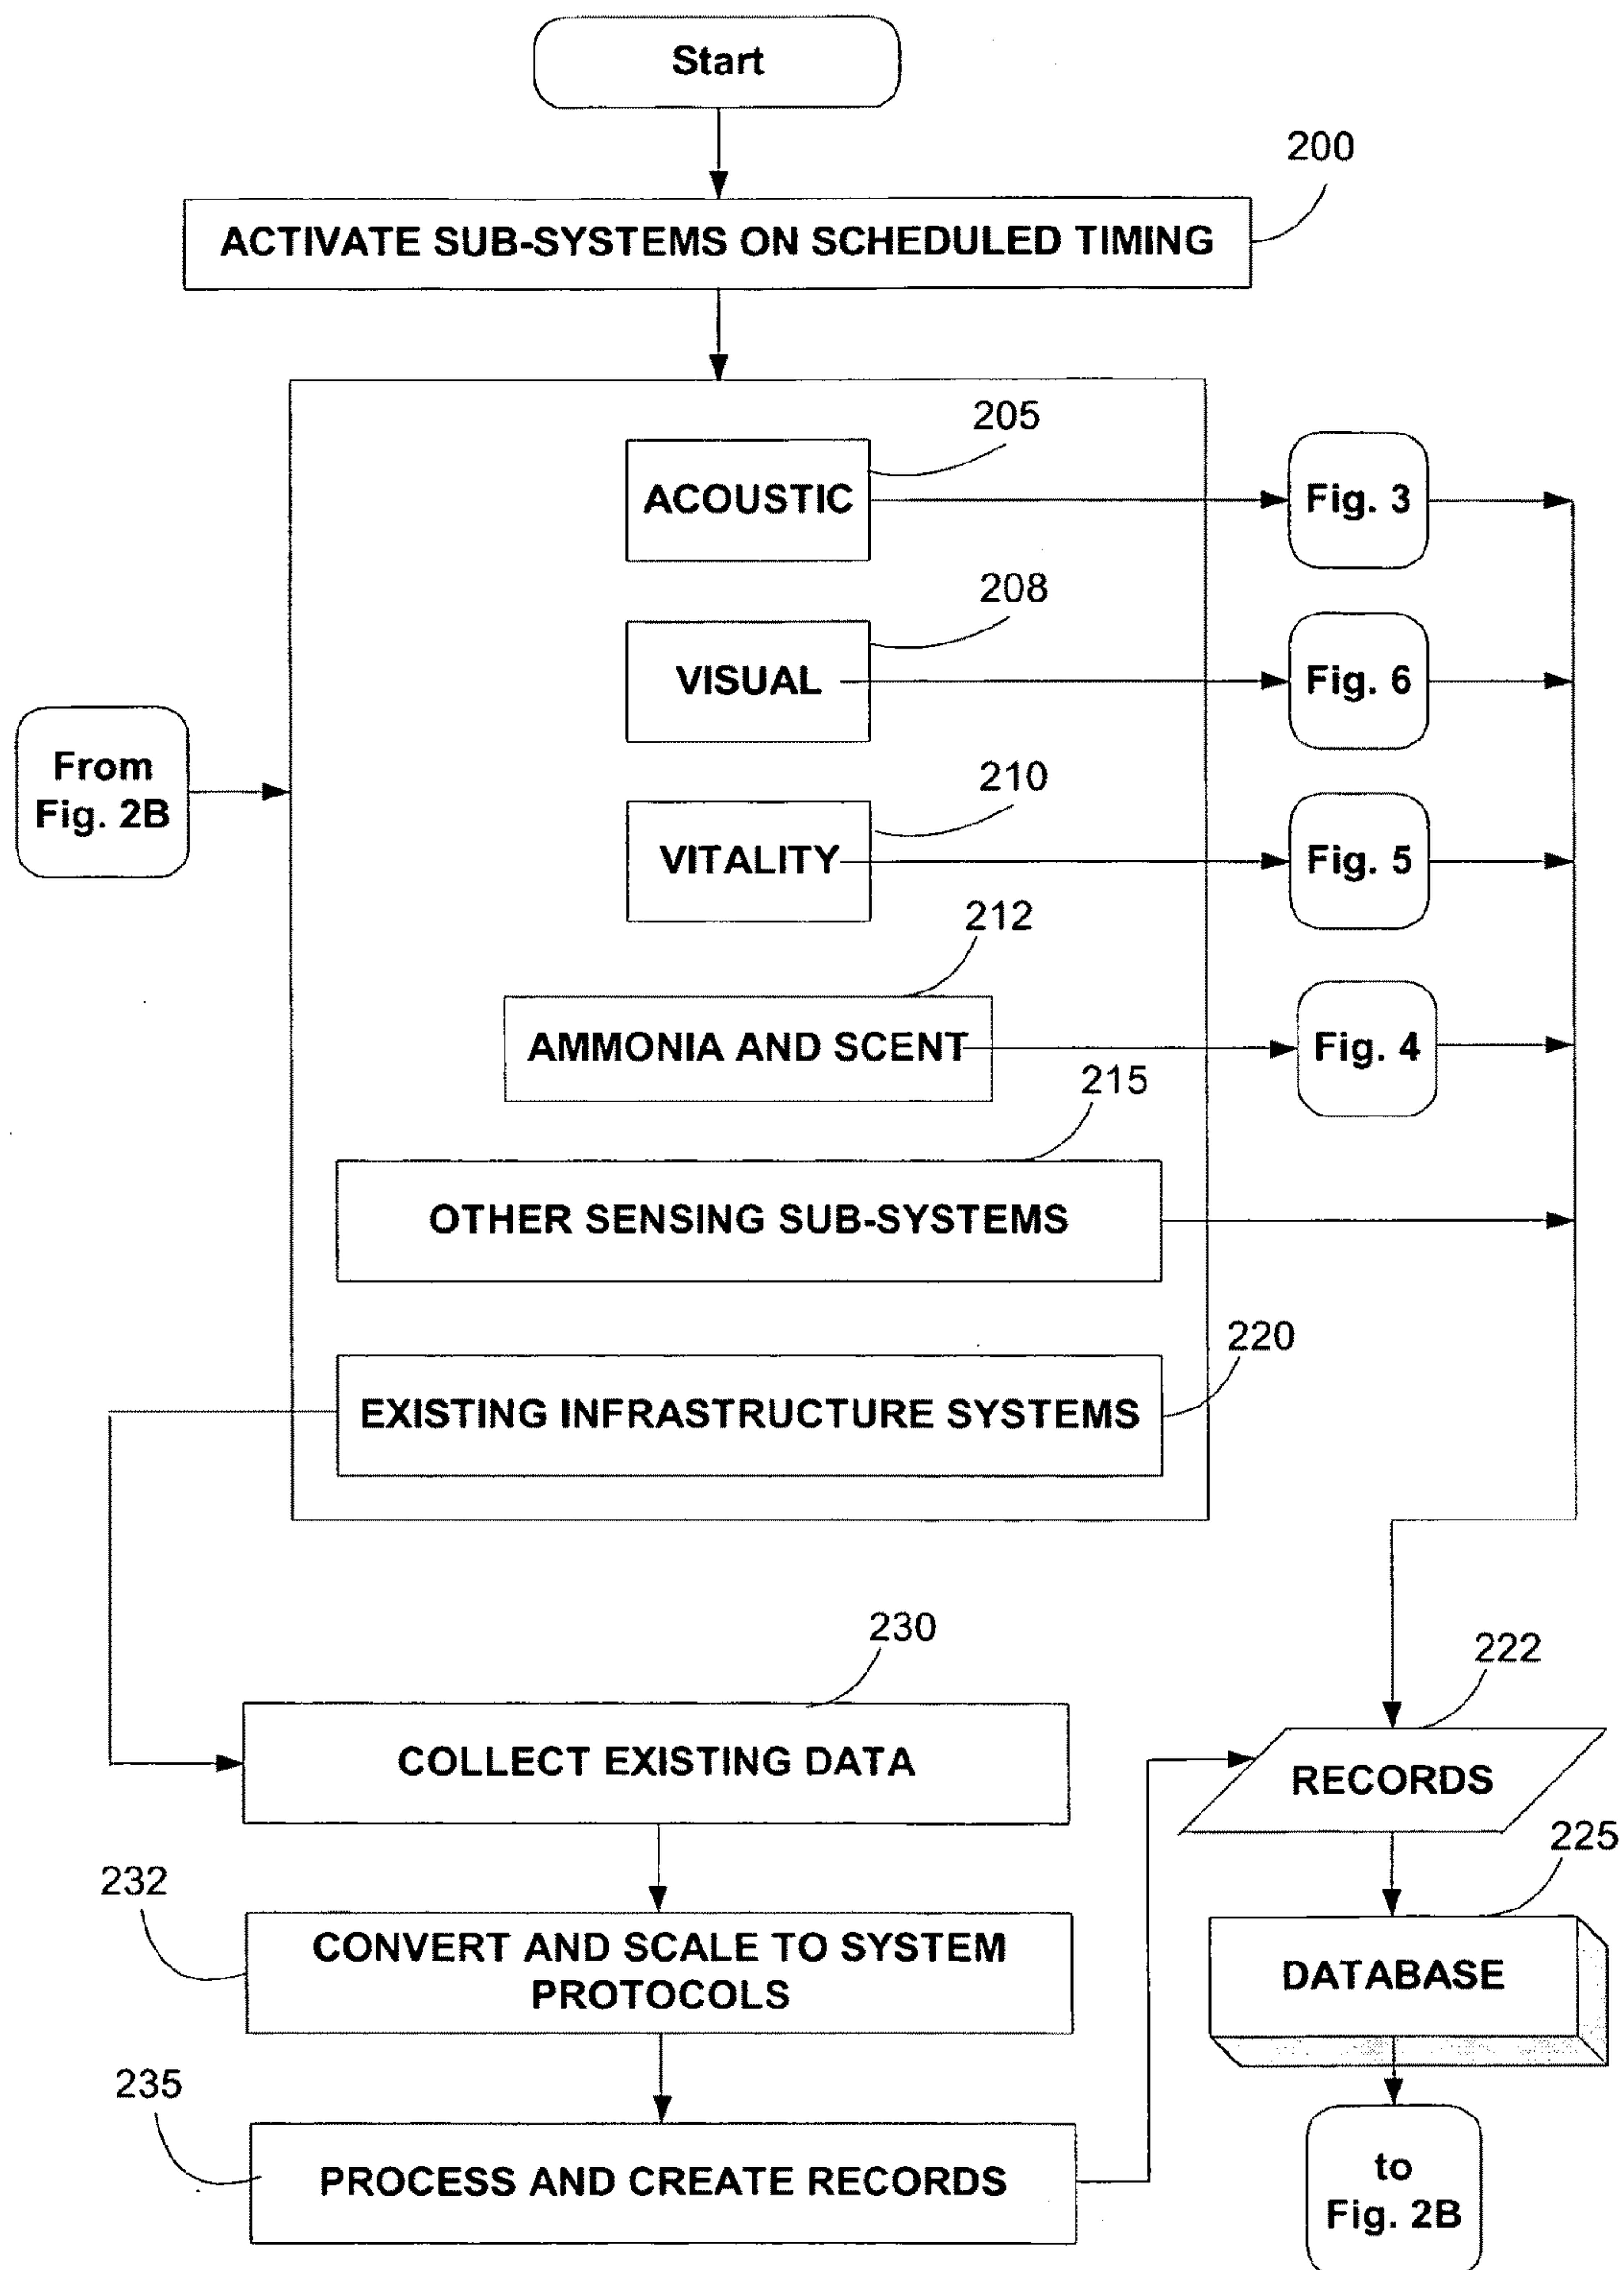 Start
200
ACTIVATE SUB-SYSTEMS ON SCHEDULED TIMING
205
ACOUSTIC
Fig. 3
208
VISUAL
Fig. 6
From
Fig. 2B
210
VITALITY
Fig. 5
212
AMMONIA AND SCENT
Fig. 4
215
OTHER SENSING SUB-SYSTEMS
220
EXISTING INFRASTRUCTURE SYSTEMS
230
COLLECT EXISTING DATA
222
RECORDS
232
CONVERT AND SCALE TO SYSTEM
PROTOCOLS
225
DATABASE
235
PROCESS AND CREATE RECORDS
to
Fig. 2B